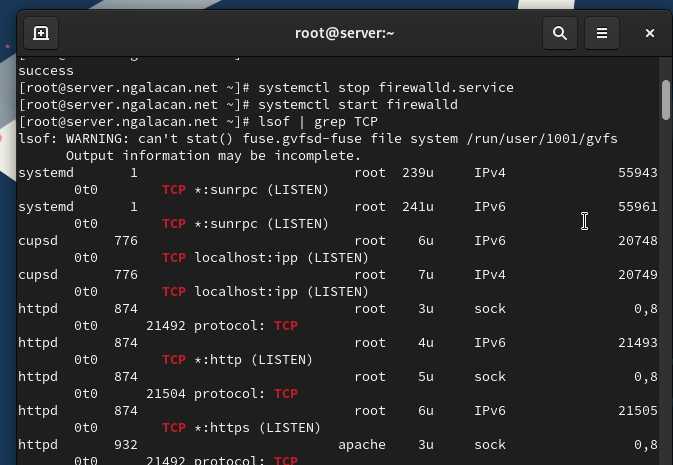 root@server:~
success
[root@server.ngalacan.net ~]# systemctl stop firewalld.service
[root@server.ngalacan.net ~]# systemctl start firewalld
[root@server.ngalacan.net ~]# lsof | grep TCP
lsof: WARNING: can't stat() fuse.gvfsd-fuse file system /run/user/1001/gvfs
      Output information may be incomplete.
systemd       1                           root  239u     IPv4              55943
       0t0        TCP *:sunrpc (LISTEN)
systemd       1                           root  241u     IPv6              55961
       0t0        TCP *:sunrpc (LISTEN)
cupsd       776                           root    6u     IPv6              20748
       0t0        TCP localhost:ipp (LISTEN)
cupsd       776                           root    7u     IPv4              20749
       0t0        TCP localhost:ipp (LISTEN)
httpd       874                           root    3u     sock                0,8
       0t0      21492 protocol: TCP
httpd       874                           root    4u     IPv6              21493
       0t0        TCP *:http (LISTEN)
httpd       874                           root    5u     sock                0,8
       0t0      21504 protocol: TCP
httpd       874                           root    6u     IPv6              21505
       0t0        TCP *:https (LISTEN)
httpd       932                         apache    3u     sock                0,8
       0t0      21492 protocol: TCP